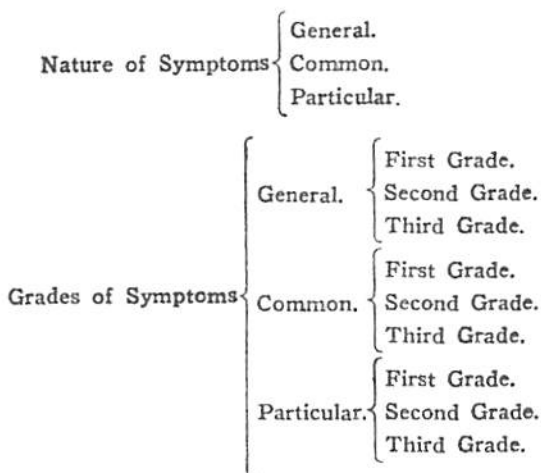 General.
Nature of Symptoms Common.
Particular.
First Grade.
General. Second Grade.
Third Grade.
First Grade.
Grades of Symptoms Common. Second Grade.
Third Grade.
First Grade.
Particular. Second Grade.
Third Grade.